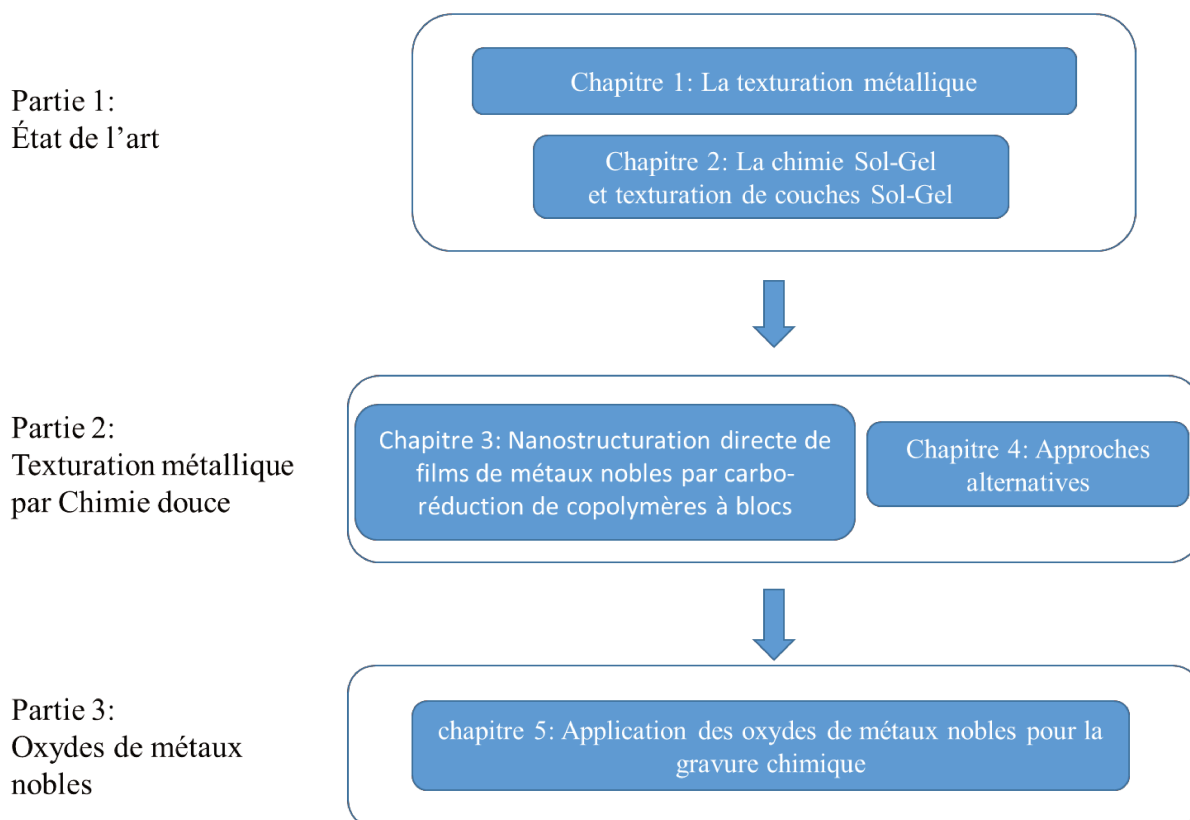 Partie 1:
État de l'art
Chapitre 1: La texturation métallique
Chapitre 2: La chimie Sol-Gel
et texturation de couches Sol-Gel
Partie 2:
Texturation métallique
par Chimie douce
Chapitre 3: Nanostructuration directe de
films de métaux nobles par carbo-
réduction de copolymères à blocs
Chapitre 4: Approches
alternatives
Partie 3:
Oxydes de métaux
nobles
chapitre 5: Application des oxydes de métaux nobles pour la
gravure chimique